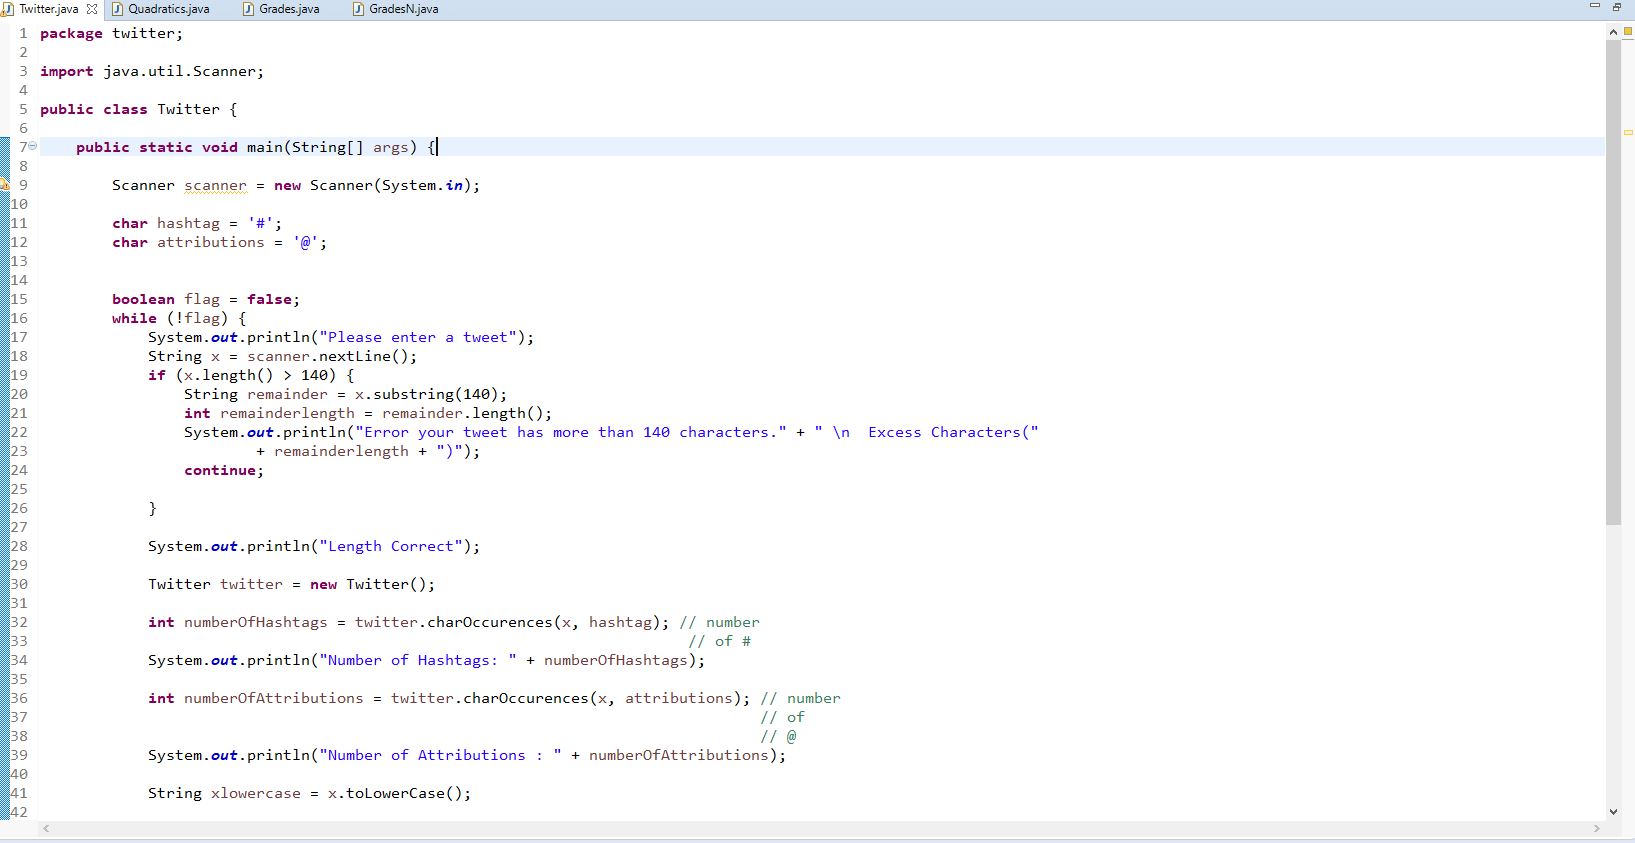 Twitter.java Quadratics.java Grades.java GradesN.java
1 package twitter;
2
3 import java.util.Scanner;
4
5 public class Twitter {
6
7 public static void main(String[] args) {
8
9 Scanner scanner = new Scanner(System.in);
10
11 char hashtag = '#';
12 char attributions = '@';
13
14
15 boolean flag = false;
16 while (!flag) {
17 System.out.println("Please enter a tweet");
18 String x = scanner.nextLine();
19 if (x.length() > 140) {
20 String remainder = x.substring(140);
21 int remainderlength = remainder.length();
22 System.out.println("Error your tweet has more than 140 characters." + " \n  Excess Characters("
23 + remainderlength + ")");
24 continue;
25
26 }
27
28 System.out.println("Length Correct");
29
30 Twitter twitter = new Twitter();
31
32 int numberOfHashtags = twitter.charOccurences(x, hashtag); // number
33 // of #
34 System.out.println("Number of Hashtags: " + numberOfHashtags);
35
36 int numberOfAttributions = twitter.charOccurences(x, attributions); // number
37 // of
38 // @
39 System.out.println("Number of Attributions : " + numberOfAttributions);
40
41 String xlowercase = x.toLowerCase();
42